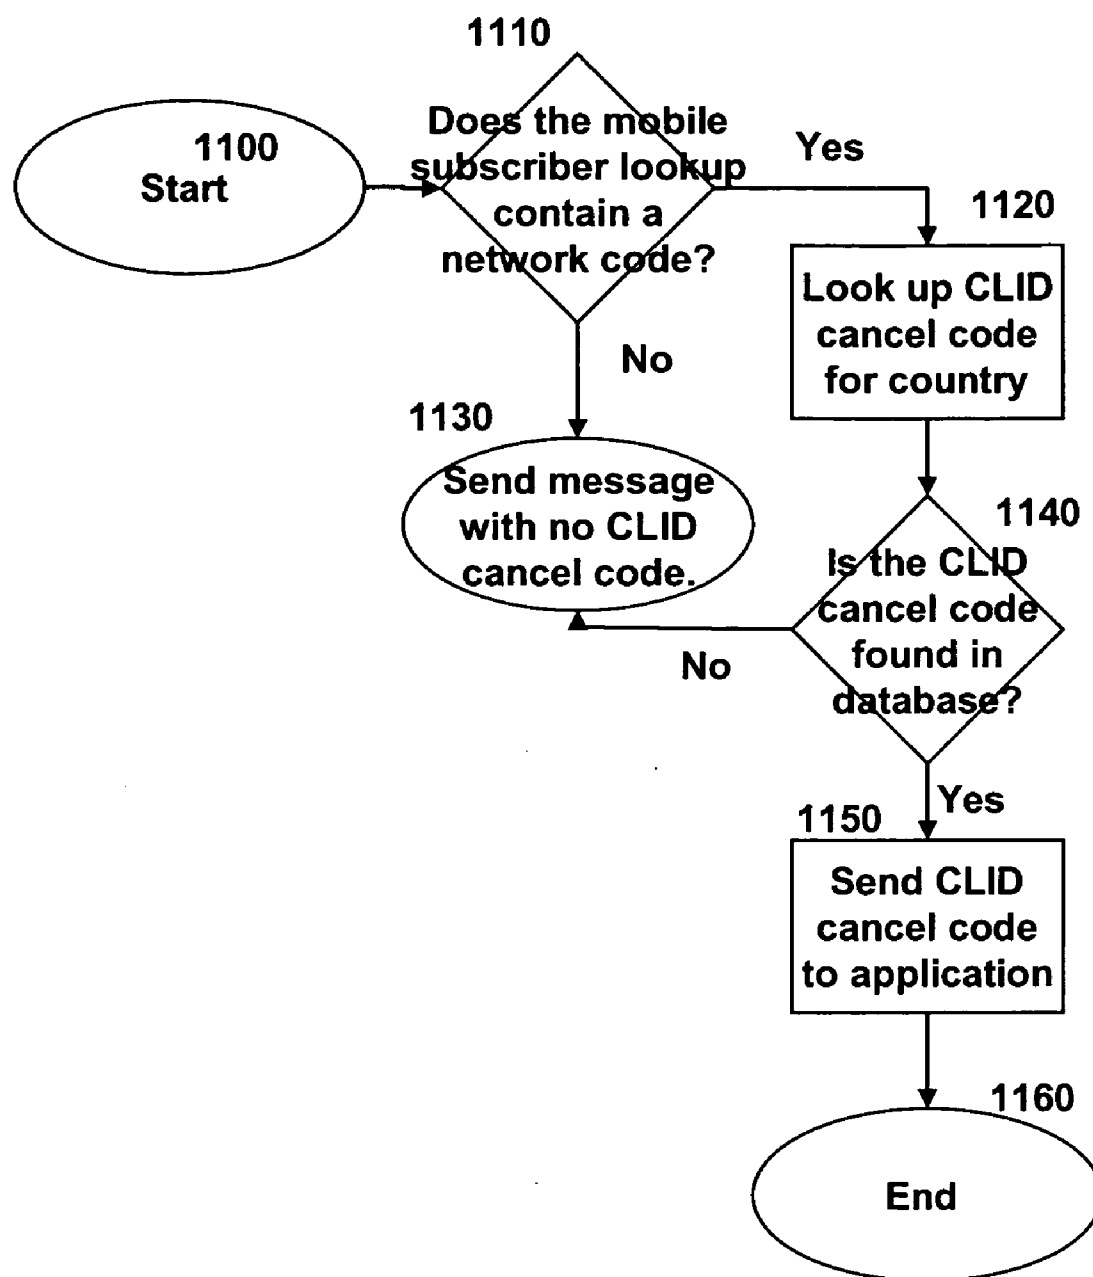 1110
Does the mobile
subscriber lookup
contain a
network code?
1100
Start
Yes
1120
Look up CLID
cancel code
for country
No
1130
Send message
with no CLID
cancel code.
1140
Is the CLID
cancel code
found in
database?
No
Yes
1150
Send CLID
cancel code
to application
1160
End